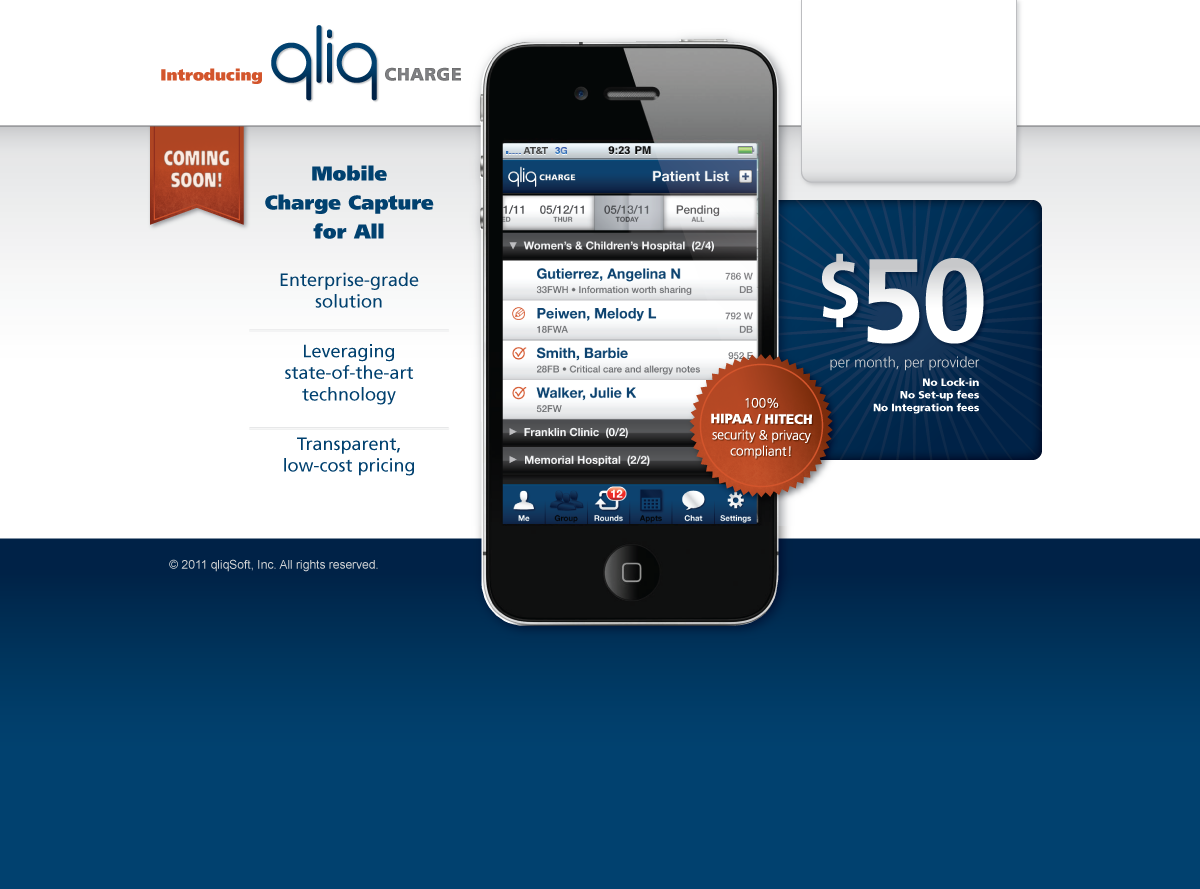 Introducing qliq CHARGE
COMING
SOON!
Mobile
Charge Capture
for All
Enterprise-grade
solution
Leveraging
state-of-the-art
technology
Transparent,
low-cost pricing
AT&T 3G 9:23 PM
qliq CHARGE Patient List
1/11 05/12/11 05/13/11 Pending
ED THUR TODAY ALL
Women's & Children's Hospital (2/4)
Gutierrez, Angelina N 786 W
33FWH • Information worth sharing DB
Peiwen, Melody L 792 W
18FWA DB
Smith, Barbie 952 F
28FB • Critical care and allergy notes
Walker, Julie K
52FW
Franklin Clinic (0/2)
Memorial Hospital (2/2)
12
Me Group Rounds Appts Chat Settings
100%
HIPAA / HITECH
security & privacy
compliant!
$50
per month, per provider
No Lock-in
No Set-up fees
No Integration fees
© 2011 qliqSoft, Inc. All rights reserved.